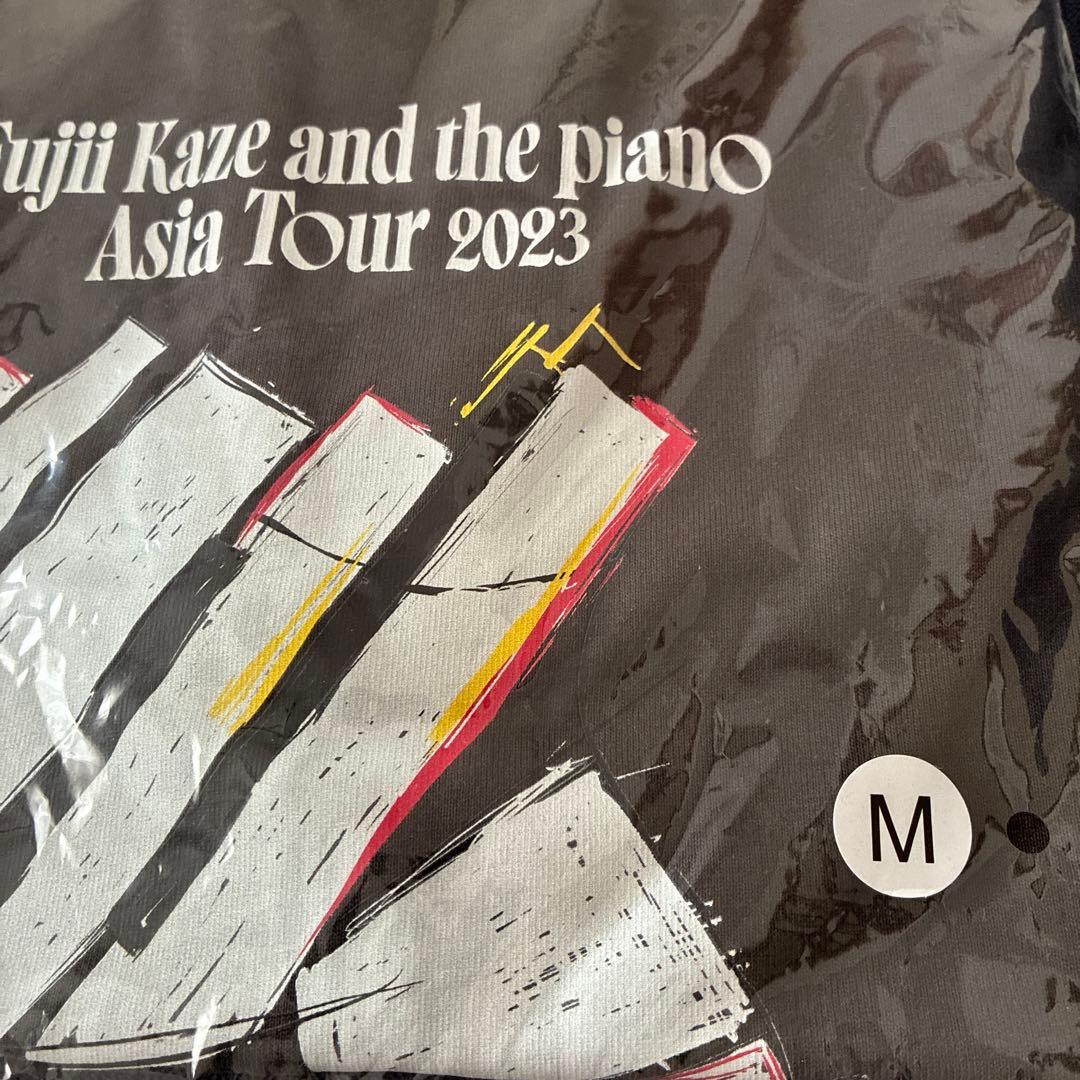 Fujii Kaze and the piano
Asia Tour 2023
M